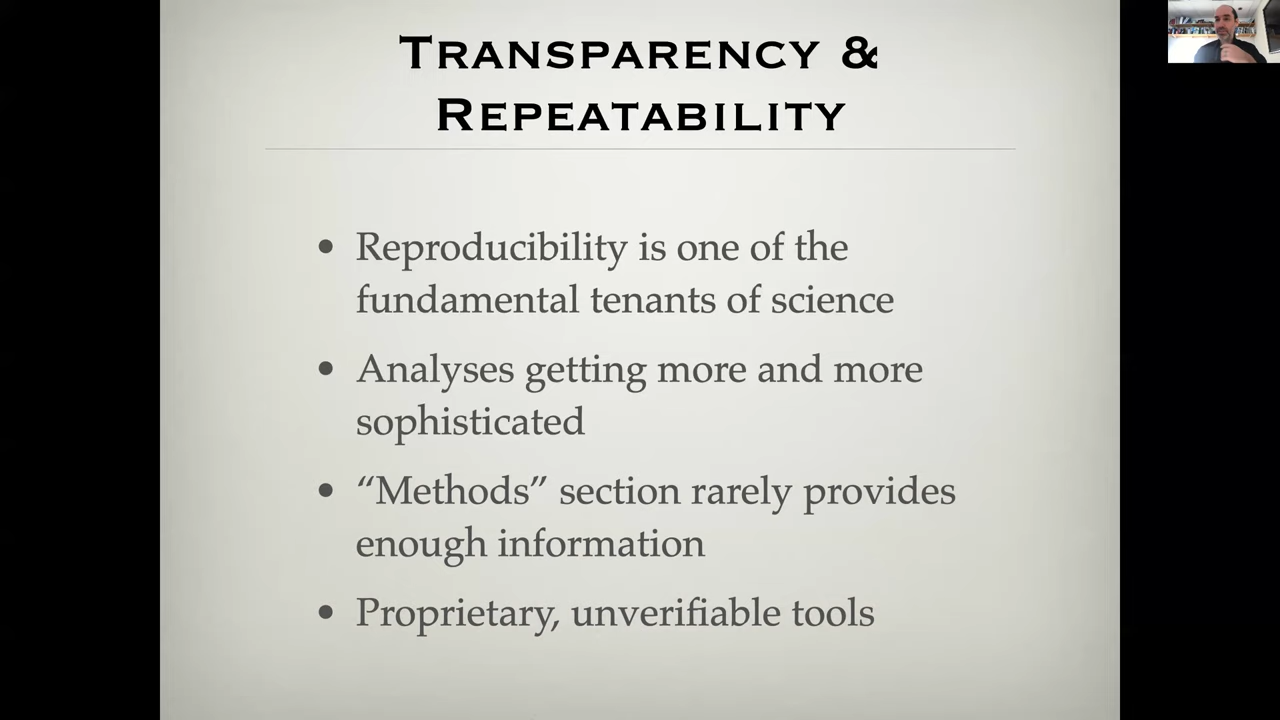 TRANSPARENCY &
REPEATABILITY
• Reproducibility is one of the
fundamental tenants of science
• Analyses getting more and more
sophisticated
• “Methods” section rarely provides
enough information
• Proprietary, unverifiable tools